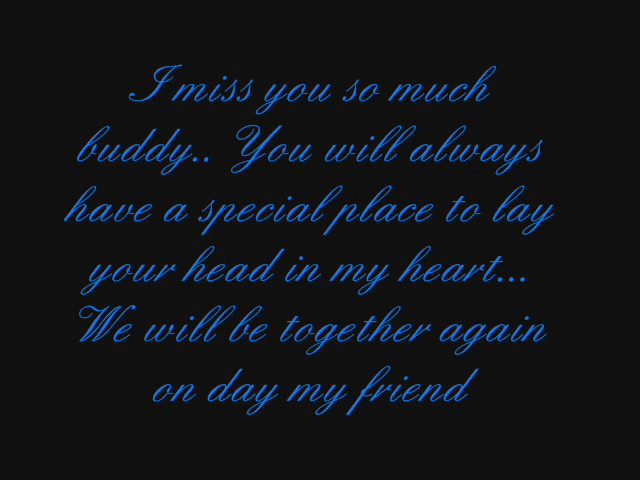 I miss you so much
buddy.. You will always
have a special place to lay
your head in my heart...
We will be together again
on day my friend